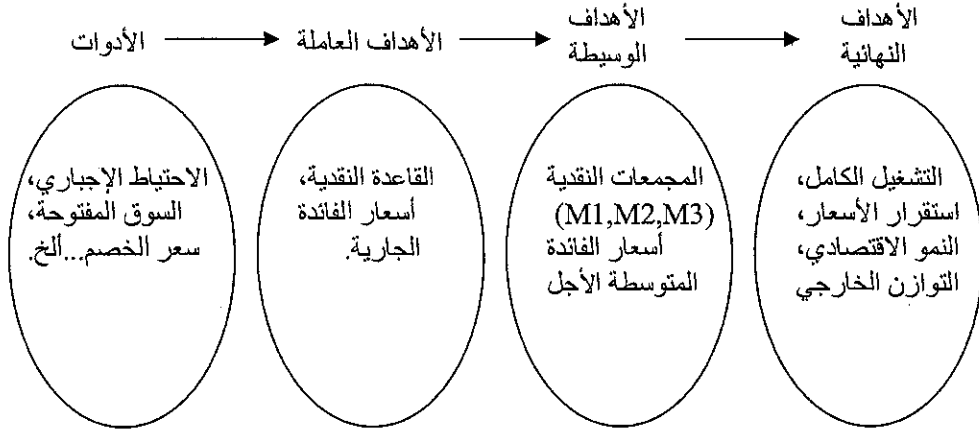 الأدوات
الأهداف العاملة
الأهداف
الوسيطة
الأهداف
النهائية
الاحتياط الإجباري،
السوق المفتوحة،
سعر الخصم...ألخ.
القاعدة النقدية،
أسعار الفائدة
الجارية.
المجمعات النقدية
(M1,M2,M3)
أسعار الفائدة
المتوسطة الأجل
التشغيل الكامل،
استقرار الأسعار،
النمو الاقتصادي،
التوازن الخارجي